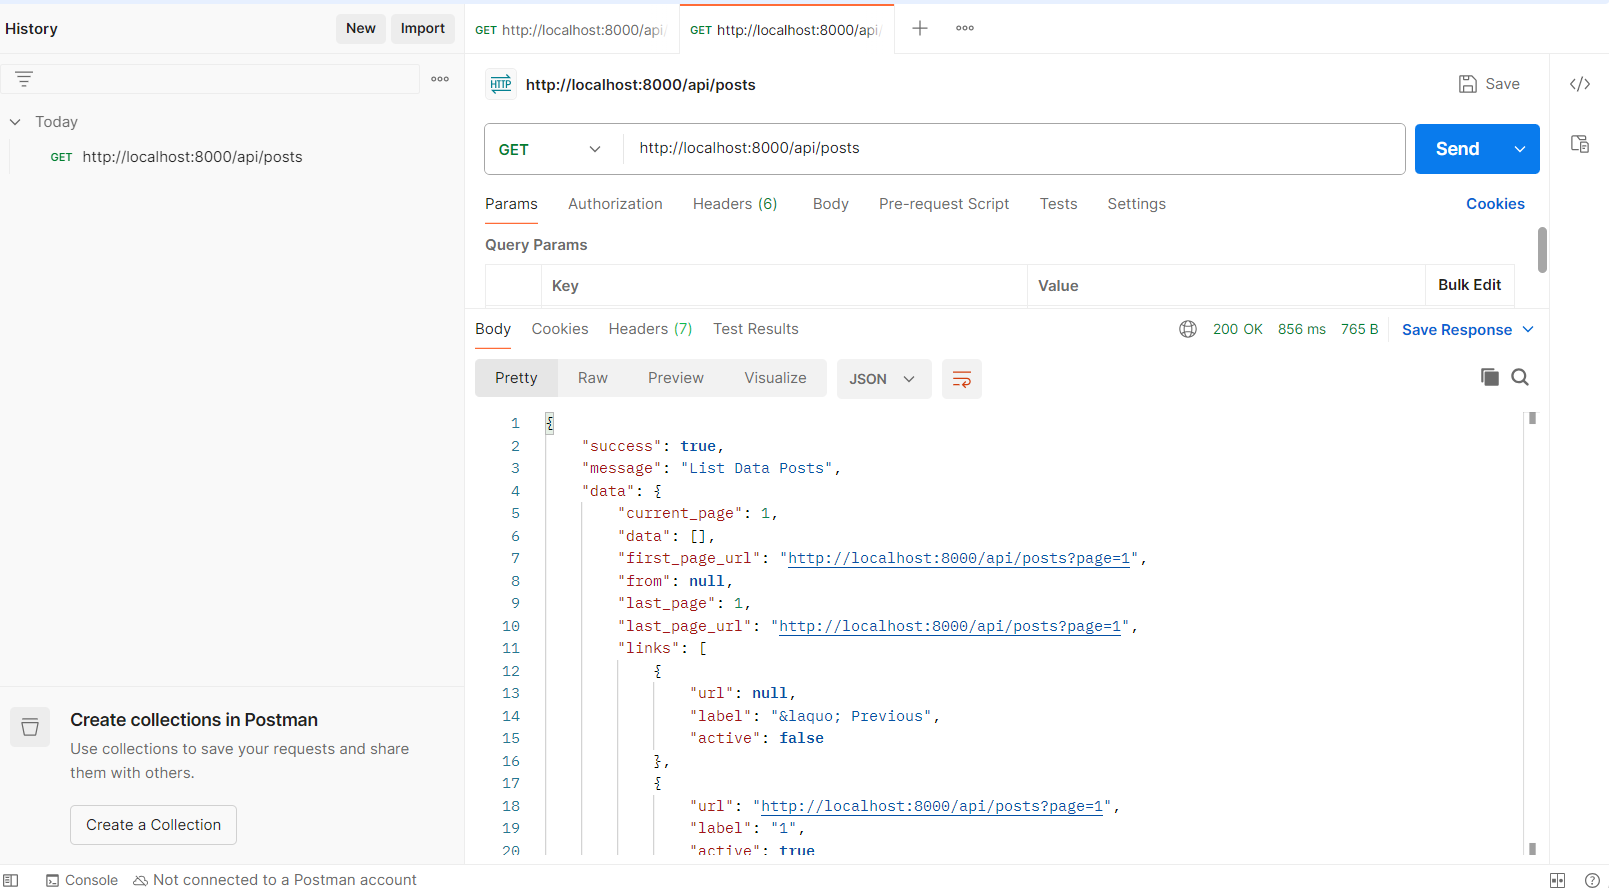 History
New
Import
GET http://localhost:8000/api/
GET http://localhost:8000/api/
Today
GET http://localhost:8000/api/posts
HTTP http://localhost:8000/api/posts
Save
GET
http://localhost:8000/api/posts
Send
Params
Authorization
Headers (6)
Body
Pre-request Script
Tests
Settings
Cookies
Query Params
Key
Value
Bulk Edit
Body
Cookies
Headers (7)
Test Results
200 OK
856 ms
765 B
Save Response
Pretty
Raw
Preview
Visualize
JSON
1 {
2 "success": true,
3 "message": "List Data Posts",
4 "data": {
5 "current_page": 1,
6 "data": [],
7 "first_page_url": "http://localhost:8000/api/posts?page=1",
8 "from": null,
9 "last_page": 1,
10 "last_page_url": "http://localhost:8000/api/posts?page=1",
11 "links": [
12 {
13 "url": null,
14 "label": "&laquo; Previous",
15 "active": false
16 },
17 {
18 "url": "http://localhost:8000/api/posts?page=1",
19 "label": "1",
20 "active": true
Create collections in Postman
Use collections to save your requests and share
them with others.
Create a Collection
Console
Not connected to a Postman account